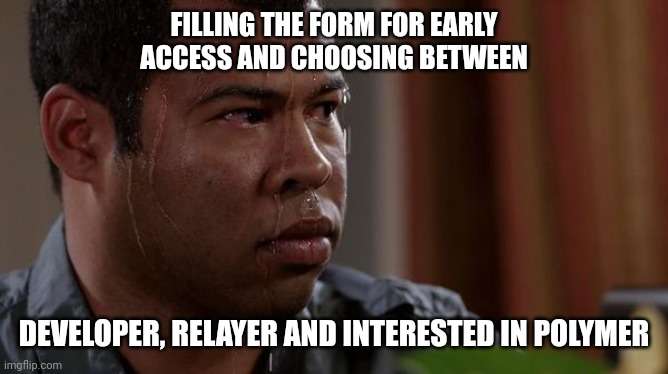 FILLING THE FORM FOR EARLY
ACCESS AND CHOOSING BETWEEN
DEVELOPER, RELAYER AND INTERESTED IN POLYMER
imgflip.com